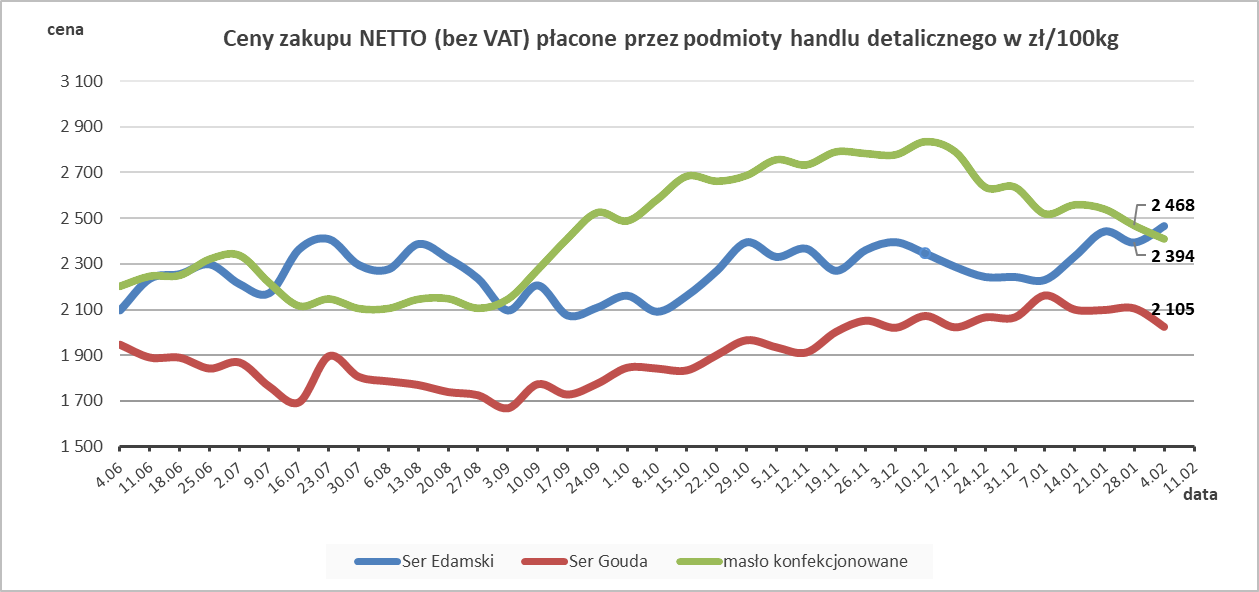 cena
Ceny zakupu NETTO (bez VAT) płacone przez podmioty handlu detalicznego w zł/100kg
3 100
2 900
2 700
2 500
2 300
2 100
1 900
1 700
1 500
2 468
2 394
2 105
4.06 11.06 18.06 25.06 2.07 9.07 16.07 23.07 30.07 6.08 13.08 20.08 27.08 3.09 10.09 17.09 24.09 1.10 8.10 15.10 22.10 29.10 5.11 12.11 19.11 26.11 3.12 10.12 17.12 24.12 31.12 7.01 14.01 21.01 28.01 4.02 11.02
data
Ser Edamski Ser Gouda masło konfekcjonowane